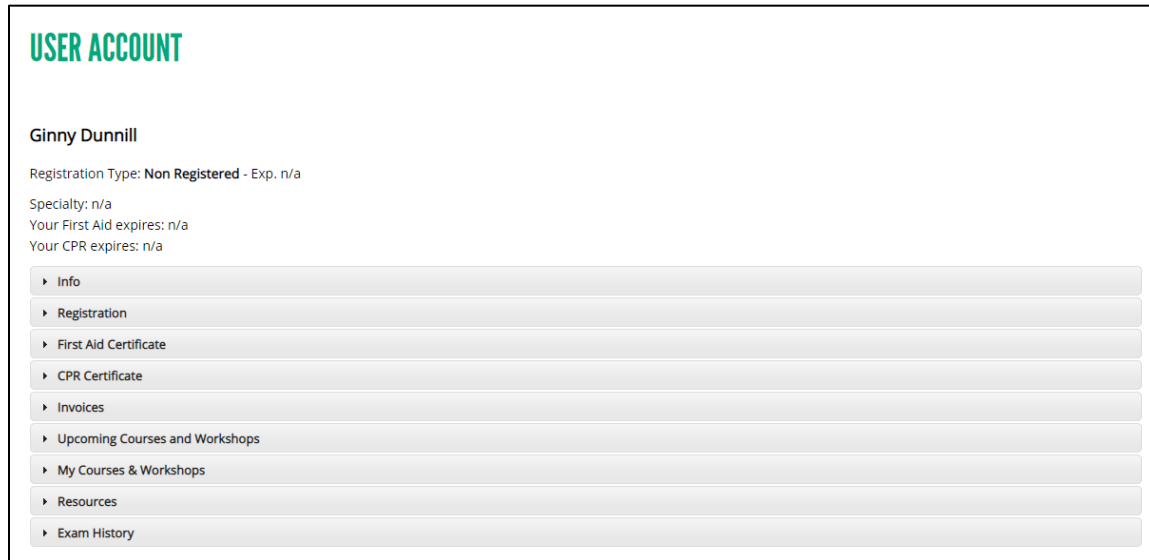 USER ACCOUNT
Ginny Dunnill
Registration Type: Non Registered - Exp. n/a
Specialty: n/a
Your First Aid expires: n/a
Your CPR expires: n/a
Info
Registration
First Aid Certificate
CPR Certificate
Invoices
Upcoming Courses and Workshops
My Courses & Workshops
Resources
Exam History